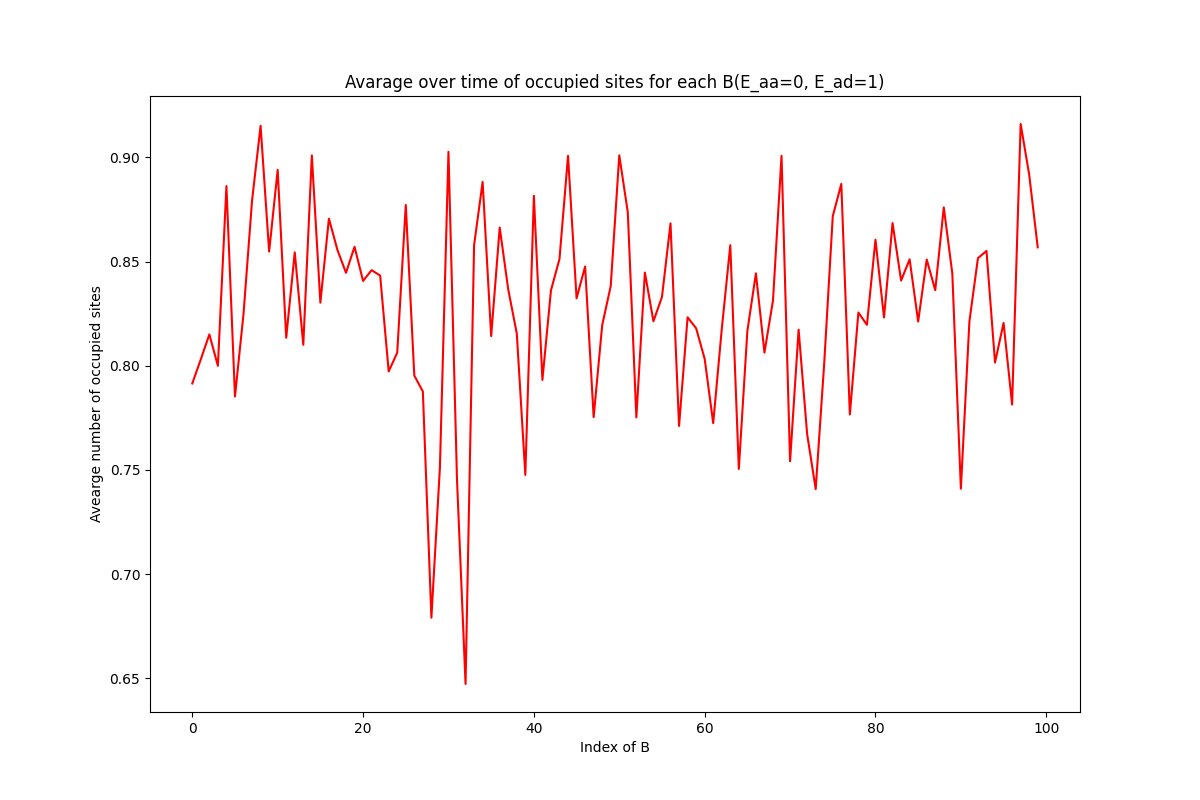 Avarage over time of occupied sites for each B(E_aa=0, E_ad=1)
Avearge number of occupied sites
0.90
0.85
0.80
0.75
0.70
0.65
0 20 40 60 80 100
Index of B